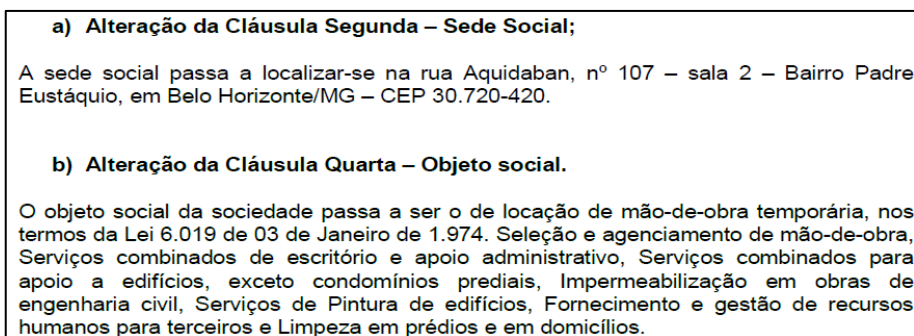 a) Alteração da Cláusula Segunda – Sede Social;
A sede social passa a localizar-se na rua Aquidaban, nº 107 – sala 2 – Bairro Padre
Eustáquio, em Belo Horizonte/MG – CEP 30.720-420.
b) Alteração da Cláusula Quarta – Objeto social.
O objeto social da sociedade passa a ser o de locação de mão-de-obra temporária, nos
termos da Lei 6.019 de 03 de Janeiro de 1.974. Seleção e agenciamento de mão-de-obra,
Serviços combinados de escritório e apoio administrativo, Serviços combinados para
apoio a edifícios, exceto condomínios prediais, Impermeabilização em obras de
engenharia civil, Serviços de Pintura de edifícios, Fornecimento e gestão de recursos
humanos para terceiros e Limpeza em prédios e em domicílios.